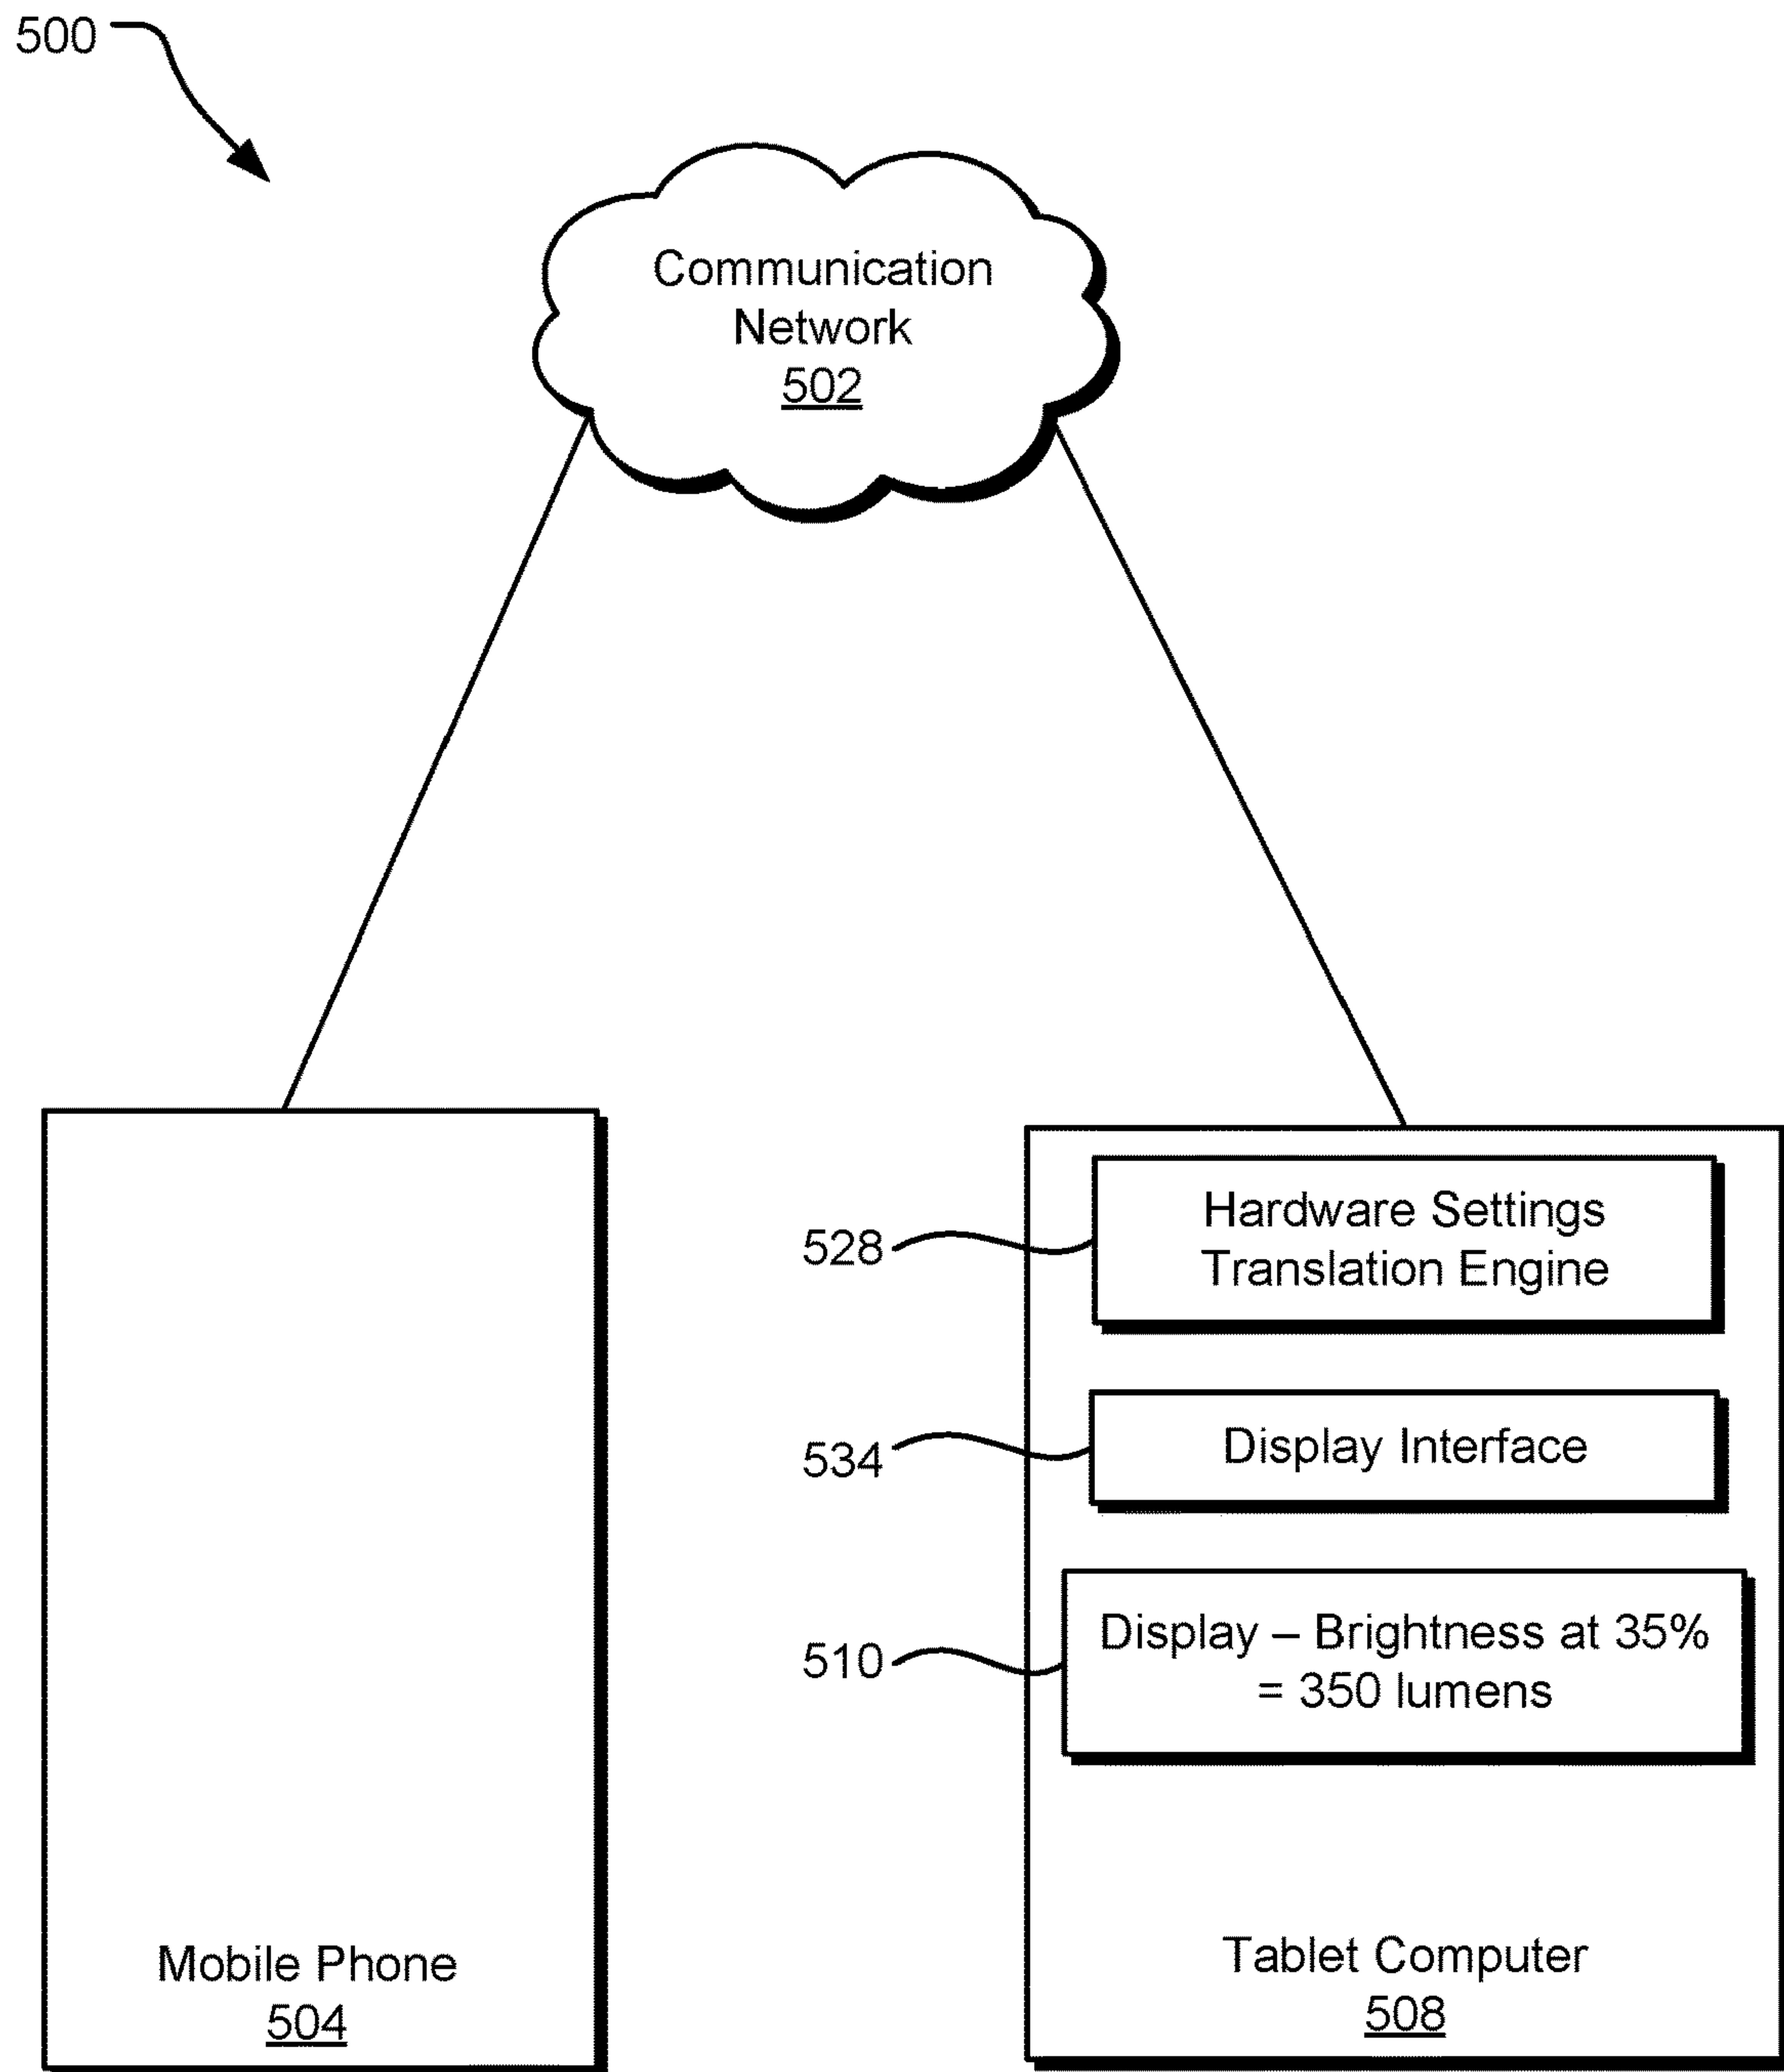 500
Communication
Network
502
528
Hardware Settings
Translation Engine
534
Display Interface
510
Display – Brightness at 35%
= 350 lumens
Mobile Phone
504
Tablet Computer
508